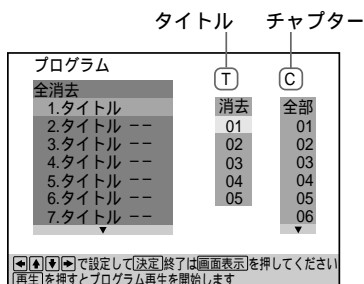 タイトル チャプター
プログラム
T C
全消去
1.タイトル 消去 全部
2.タイトル −− 01 01
3.タイトル −− 02 02
4.タイトル −− 03 03
5.タイトル −− 04 04
6.タイトル −− 05 05
7.タイトル −− 06
で設定して決定終了は画面表示を押してください
再生を押すとプログラム再生を開始します